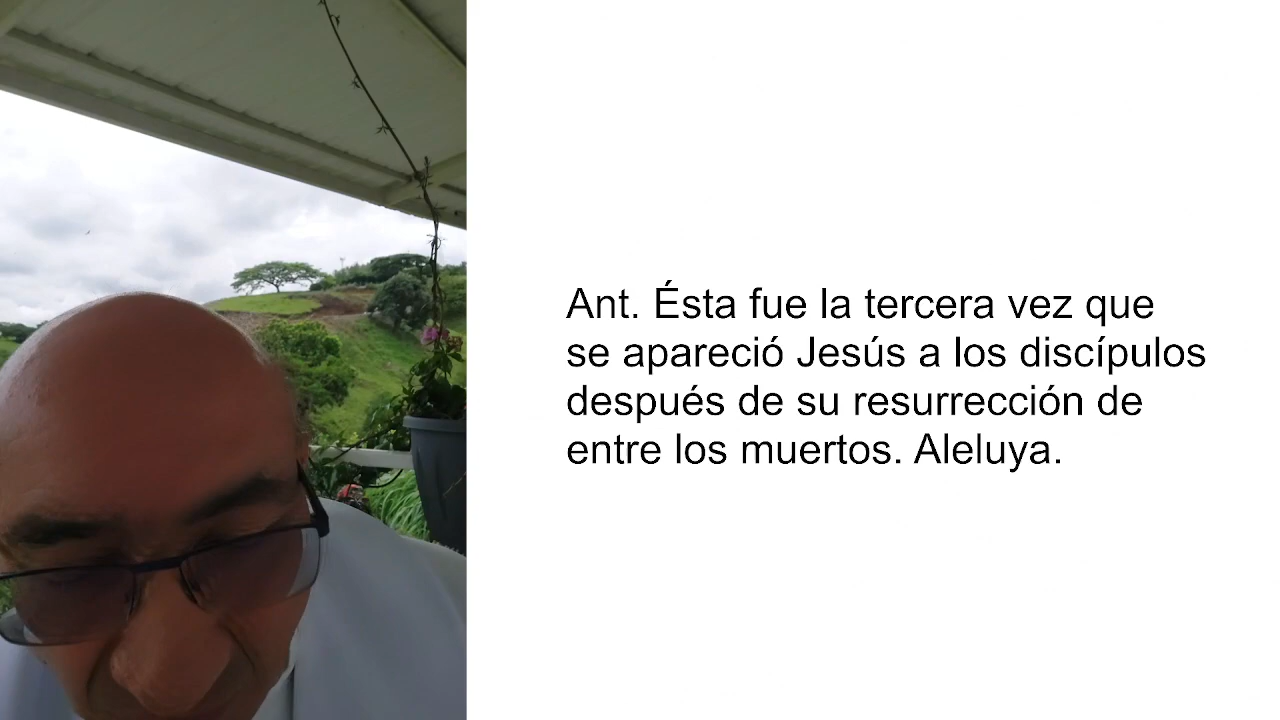 Ant. Ésta fue la tercera vez que
se apareció Jesús a los discípulos
después de su resurrección de
entre los muertos. Aleluya.